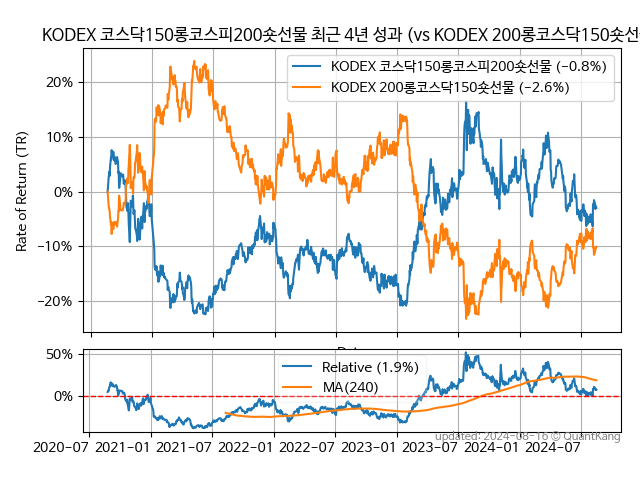 KODEX 코스닥150롱코스피200숏선물 최근 4년 성과 (vs KODEX 200롱코스닥150숏선
KODEX 코스닥150롱코스피200숏선물 (−0.8%)
KODEX 200롱코스닥150숏선물 (−2.6%)
Rate of Return (TR)
20%
10%
0%
−10%
−20%
50%
0%
Relative (1.9%)
MA(240)
2020-07
2021-01
2021-07
2022-01
2022-07
2023-01
2023-07
2024-01
2024-07
updated: 2024-08-16 © QuantKang